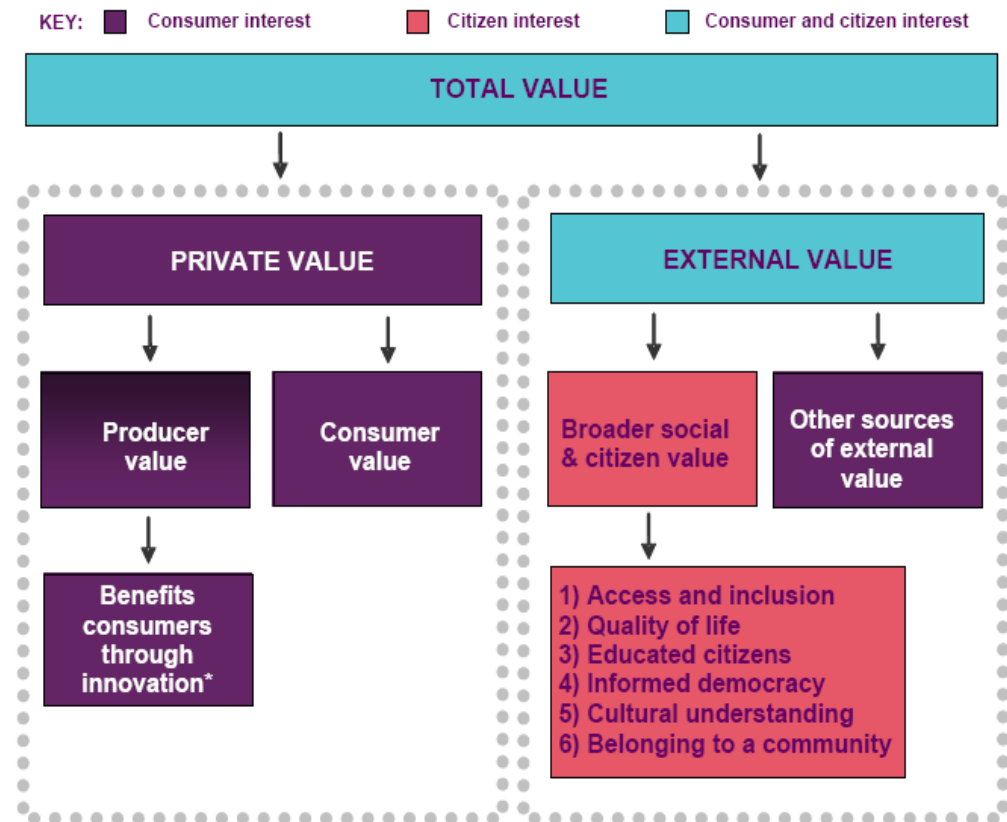 KEY: Consumer interest Citizen interest Consumer and citizen interest
TOTAL VALUE
PRIVATE VALUE
EXTERNAL VALUE
Producer
value
Consumer
value
Broader social
& citizen value
Other sources
of external
value
Benefits
consumers
through
innovation*
1) Access and inclusion
2) Quality of life
3) Educated citizens
4) Informed democracy
5) Cultural understanding
6) Belonging to a community